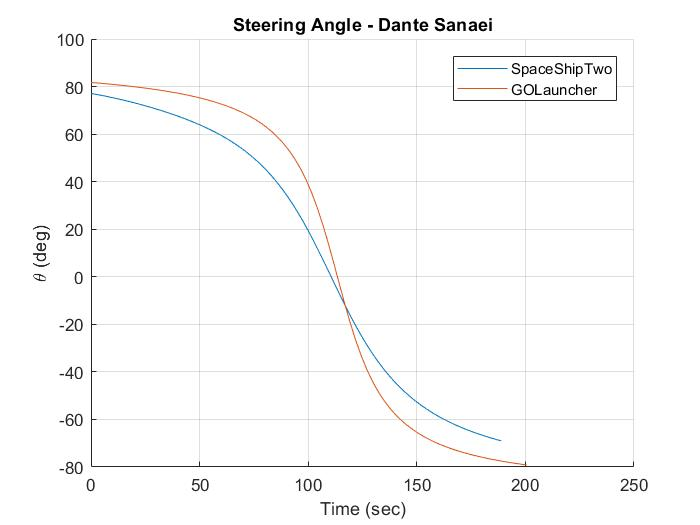 Steering Angle - Dante Sanaei
SpaceShipTwo
GOLauncher
100
80
60
40
20
0
-20
-40
-60
-80
θ (deg)
0 50 100 150 200 250
Time (sec)